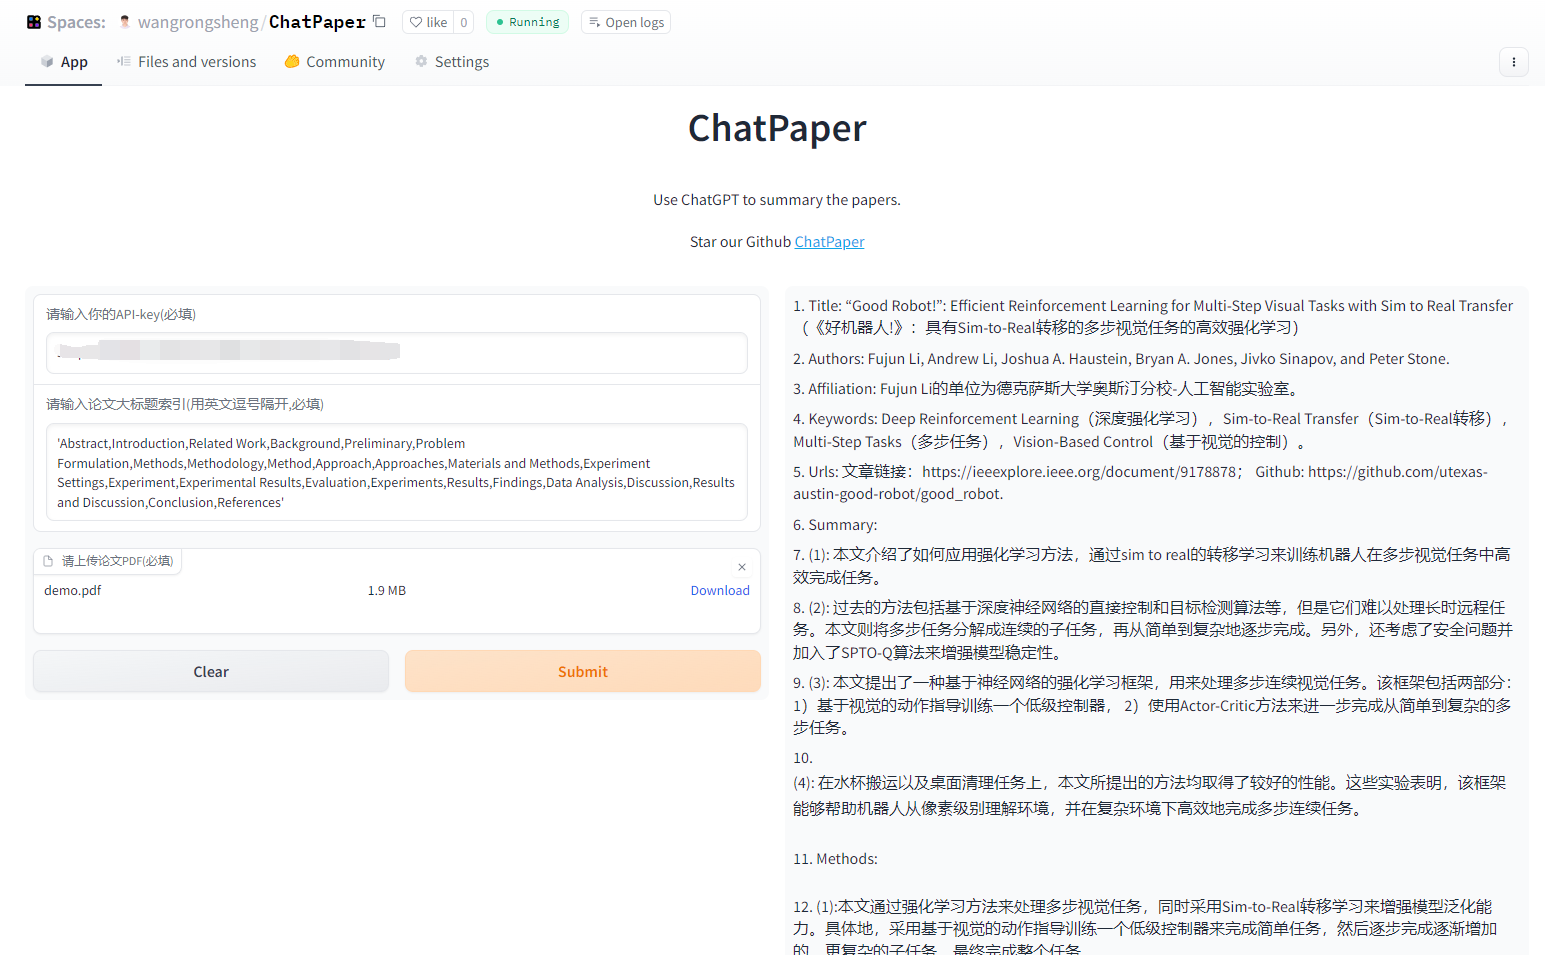 Spaces: wangrongsheng/ChatPaper like 0 Running Open logs
App Files and versions Community Settings
ChatPaper
Use ChatGPT to summary the papers.
Star our Github ChatPaper
请输入你的API-key(必填)
请输入论文大标题索引(用英文逗号隔开,必填)
'Abstract,Introduction,Related Work,Background,Preliminary,Problem
Formulation,Methods,Methodology,Method,Approach,Approaches,Materials and Methods,Experiment
Settings,Experiment,Experimental Results,Evaluation,Experiments,Results,Findings,Data Analysis,Discussion,Results
and Discussion,Conclusion,References'
请上传论文PDF(必填)
demo.pdf 1.9 MB Download
Clear Submit
1. Title: “Good Robot!”: Efficient Reinforcement Learning for Multi-Step Visual Tasks with Sim to Real Transfer
（《好机器人!》：具有Sim-to-Real转移的多步视觉任务的高效强化学习）
2. Authors: Fujun Li, Andrew Li, Joshua A. Haustein, Bryan A. Jones, Jivko Sinapov, and Peter Stone.
3. Affiliation: Fujun Li的单位为德克萨斯大学奥斯汀分校-人工智能实验室。
4. Keywords: Deep Reinforcement Learning（深度强化学习），Sim-to-Real Transfer（Sim-to-Real转移），
Multi-Step Tasks（多步任务），Vision-Based Control（基于视觉的控制）。
5. Urls: 文章链接：https://ieeexplore.ieee.org/document/9178878； Github: https://github.com/utexas-
austin-good-robot/good_robot.
6. Summary:
7. (1): 本文介绍了如何应用强化学习方法，通过sim to real的转移学习来训练机器人在多步视觉任务中高
效完成任务。
8. (2): 过去的方法包括基于深度神经网络的直接控制和目标检测算法等，但是它们难以处理长时远程任
务。本文则将多步任务分解成连续的子任务，再从简单到复杂地逐步完成。另外，还考虑了安全问题并
加入了SPTO-Q算法来增强模型稳定性。
9. (3): 本文提出了一种基于神经网络的强化学习框架，用来处理多步连续视觉任务。该框架包括两部分：
1）基于视觉的动作指导训练一个低级控制器， 2）使用Actor-Critic方法来进一步完成从简单到复杂的多
步任务。
10.
(4): 在水杯搬运以及桌面清理任务上，本文所提出的方法均取得了较好的性能。这些实验表明，该框架
能够帮助机器人从像素级别理解环境，并在复杂环境下高效地完成多步连续任务。
11. Methods:
12. (1):本文通过强化学习方法来处理多步视觉任务，同时采用Sim-to-Real转移学习来增强模型泛化能
力。具体地，采用基于视觉的动作指导训练一个低级控制器来完成简单任务，然后逐步完成逐渐增加
的、更复杂的子任务，最终完成整个任务